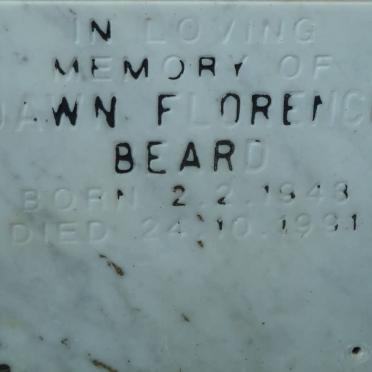 IN LOVING
MEMORY OF
DAWN FLORENCE
BEARD
BORN 2.2.1943
DIED 24.10.1991